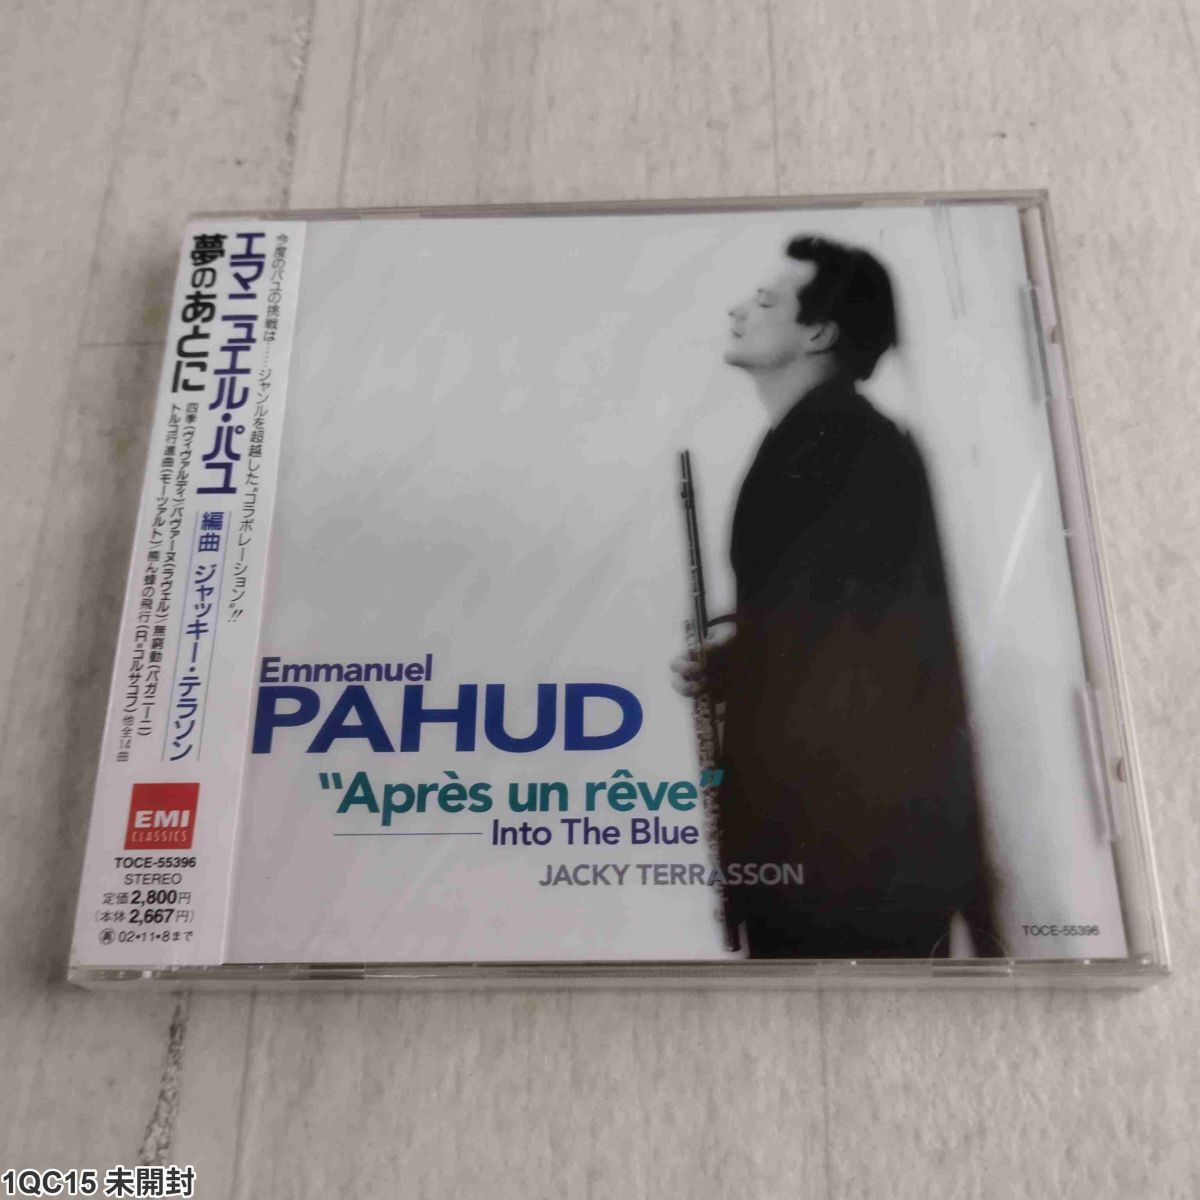 今度のパユの挑戦は……ジャンルを超越した"コラボレーション"!!
エマニュエル・パユ
編曲 ジャッキー・テラソン
夢のあとに
四季(ヴィヴァルディ)/パヴァーヌ(ラヴェル)/無窮動(パガニーニ)
トルコ行進曲(モーツァルト)/熊ん蜂の飛行(R=コルサコフ)他全14曲
EMI
CLASSICS
TOCE-55396
STEREO
定価2,800円
(本体2,667円)
再 02・11・8まで
Emmanuel
PAHUD
"Après un rêve"
Into The Blue
JACKY TERRASSON
TOCE-55396
1QC15 未開封